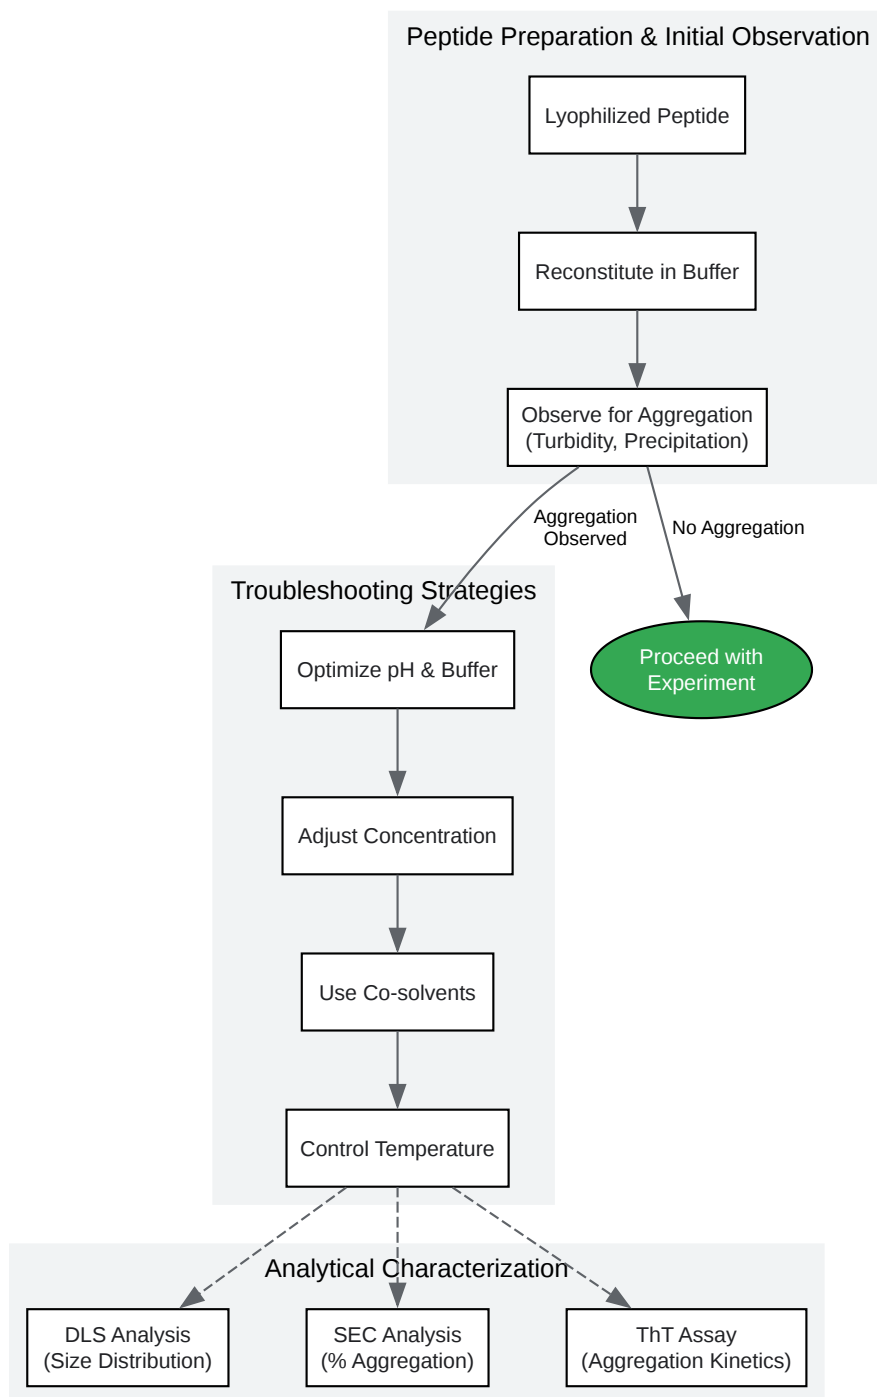 Peptide Preparation & Initial Observation
Lyophilized Peptide
Reconstitute in Buffer
Observe for Aggregation
(Turbidity, Precipitation)
Aggregation
Observed
No Aggregation
Troubleshooting Strategies
Optimize pH & Buffer
Proceed with
Experiment
Adjust Concentration
Use Co-solvents
Control Temperature
Analytical Characterization
DLS Analysis
(Size Distribution)
SEC Analysis
(% Aggregation)
ThT Assay
(Aggregation Kinetics)